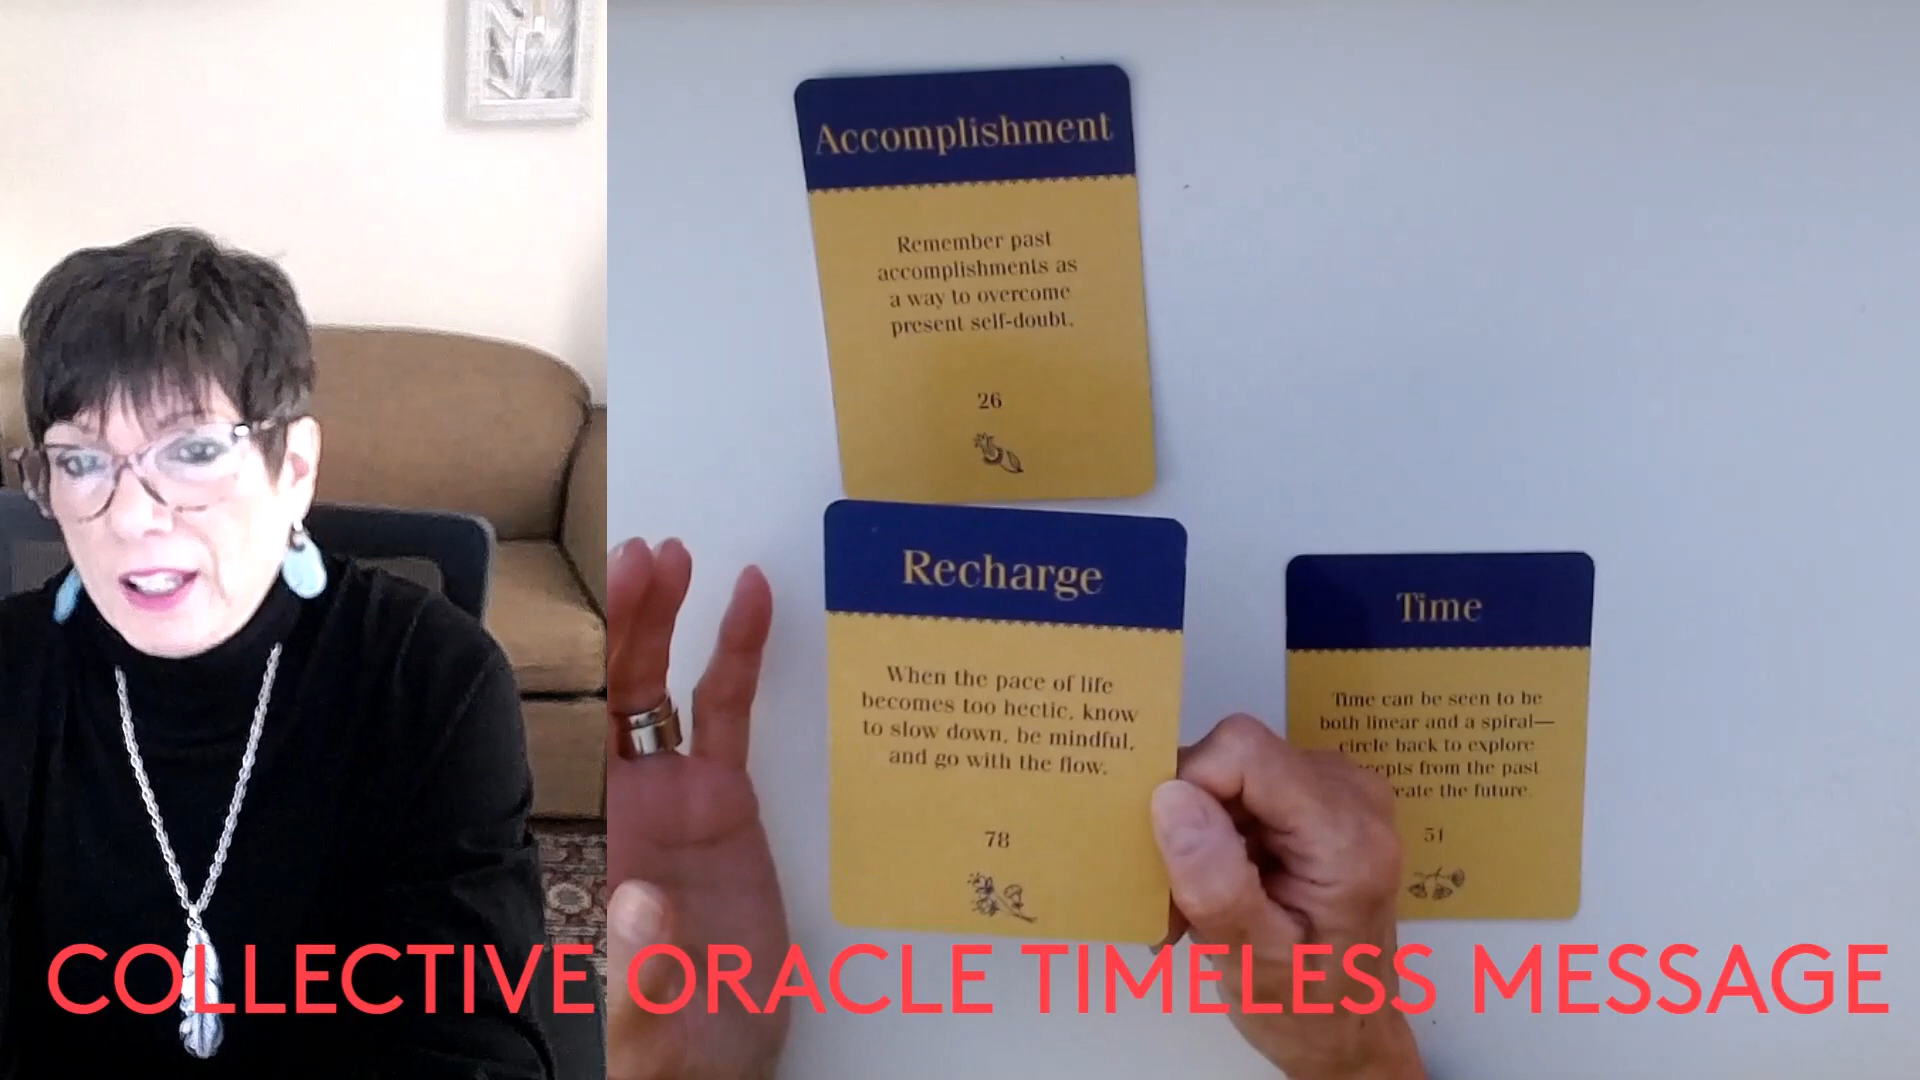 Accomplishment
Remember past
accomplishments as
a way to overcome
present self-doubt.
26
Recharge
When the pace of life
becomes too hectic, know
to slow down, be mindful,
and go with the flow.
78
Time
Time can be seen to be
both linear and a spiral—
circle back to explore
from the past
the future.
51
COLLECTIVE ORACLE TIMELESS MESSAGE